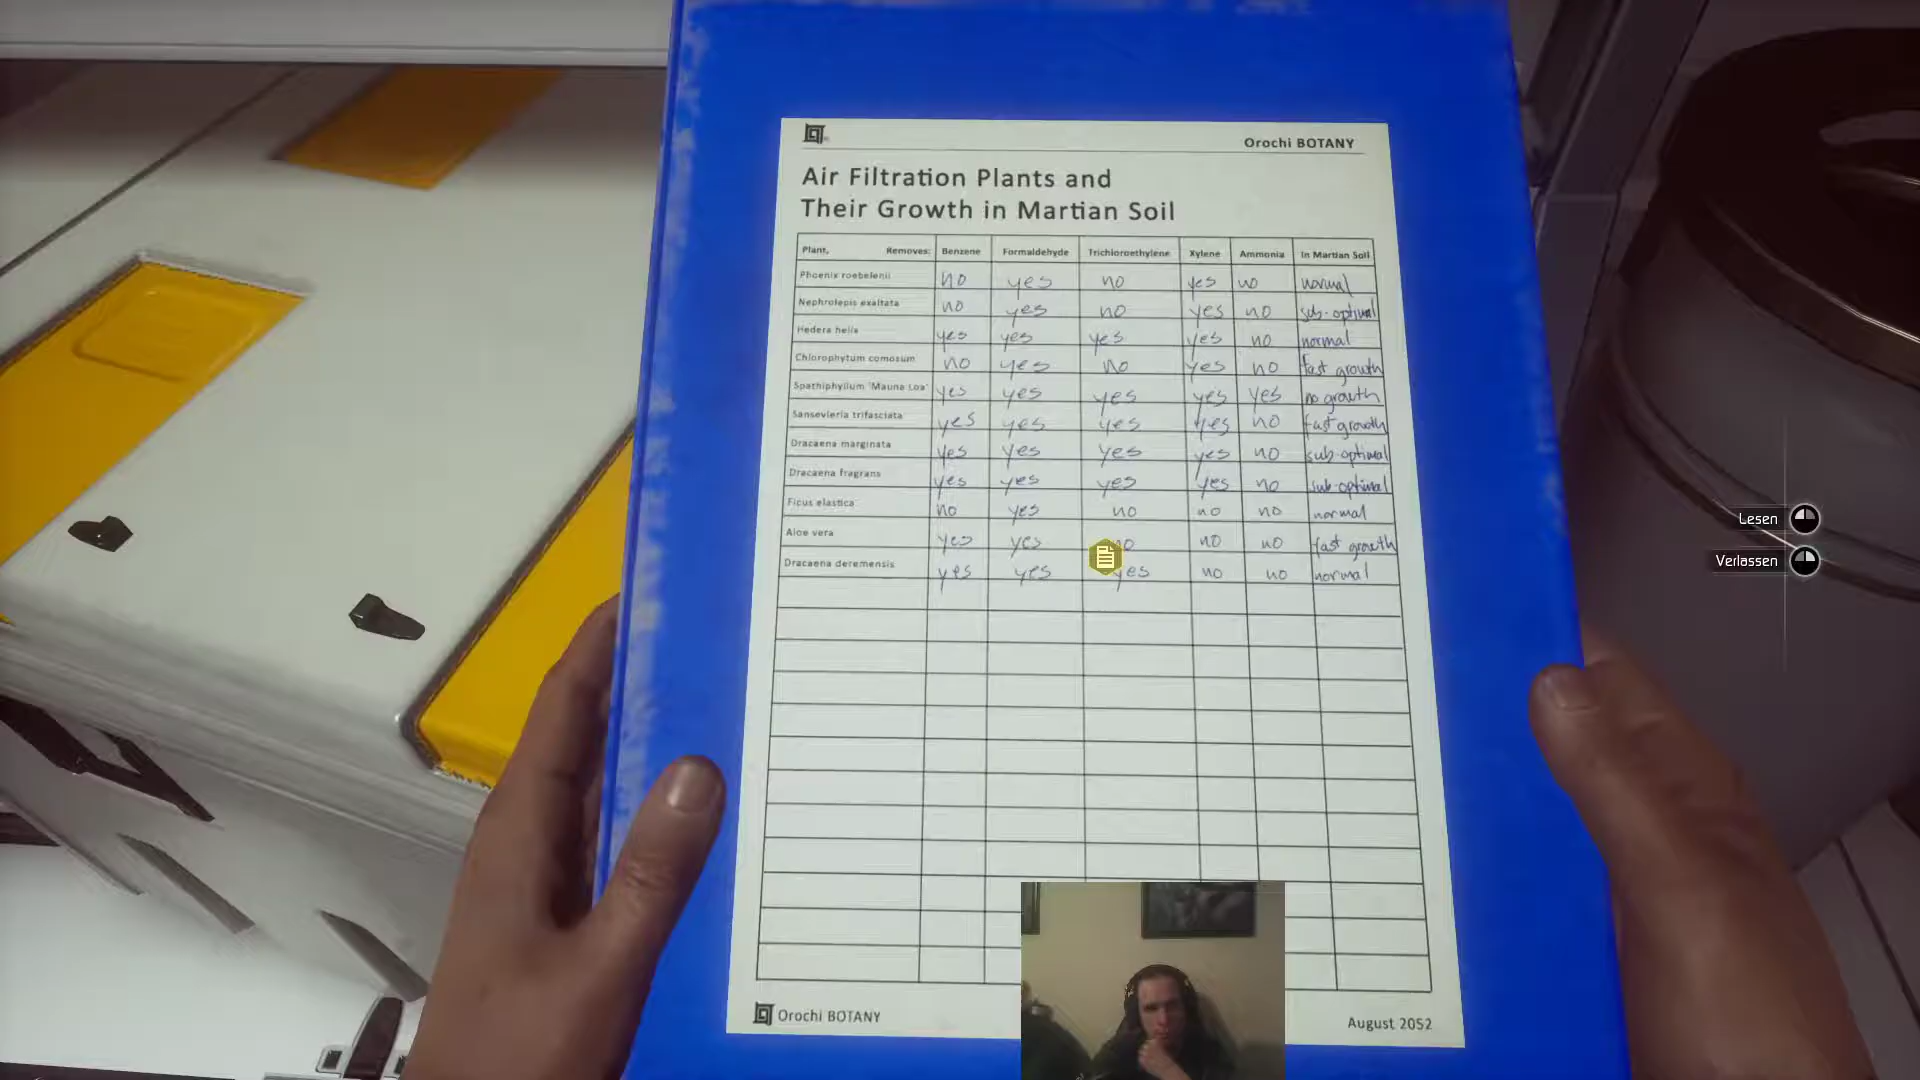 Orochi BOTANY
Air Filtration Plants and
Their Growth in Martian Soil
Plant, Removes: Benzene Formaldehyde Trichloroethylene Xylene Ammonia In Martian Soil
Phoenix roebelenii no yes no yes no normal
Nephrolepis exaltata no yes no yes no sub-optimal
Hedera helix yes yes yes yes no normal
Chlorophytum comosum no yes no yes no fast growth
Spathiphyllum 'Mauna Loa' yes yes yes yes yes no growth
Sansevieria trifasciata yes yes yes yes no fast growth
Dracaena marginata yes yes yes yes no sub-optimal
Dracaena fragrans yes yes yes yes no sub-optimal
Ficus elastica no yes no no no normal
Aloe vera yes yes no no no fast growth
Dracaena deremensis yes yes yes no no normal
Orochi BOTANY
August 2052
Lesen
Verlassen